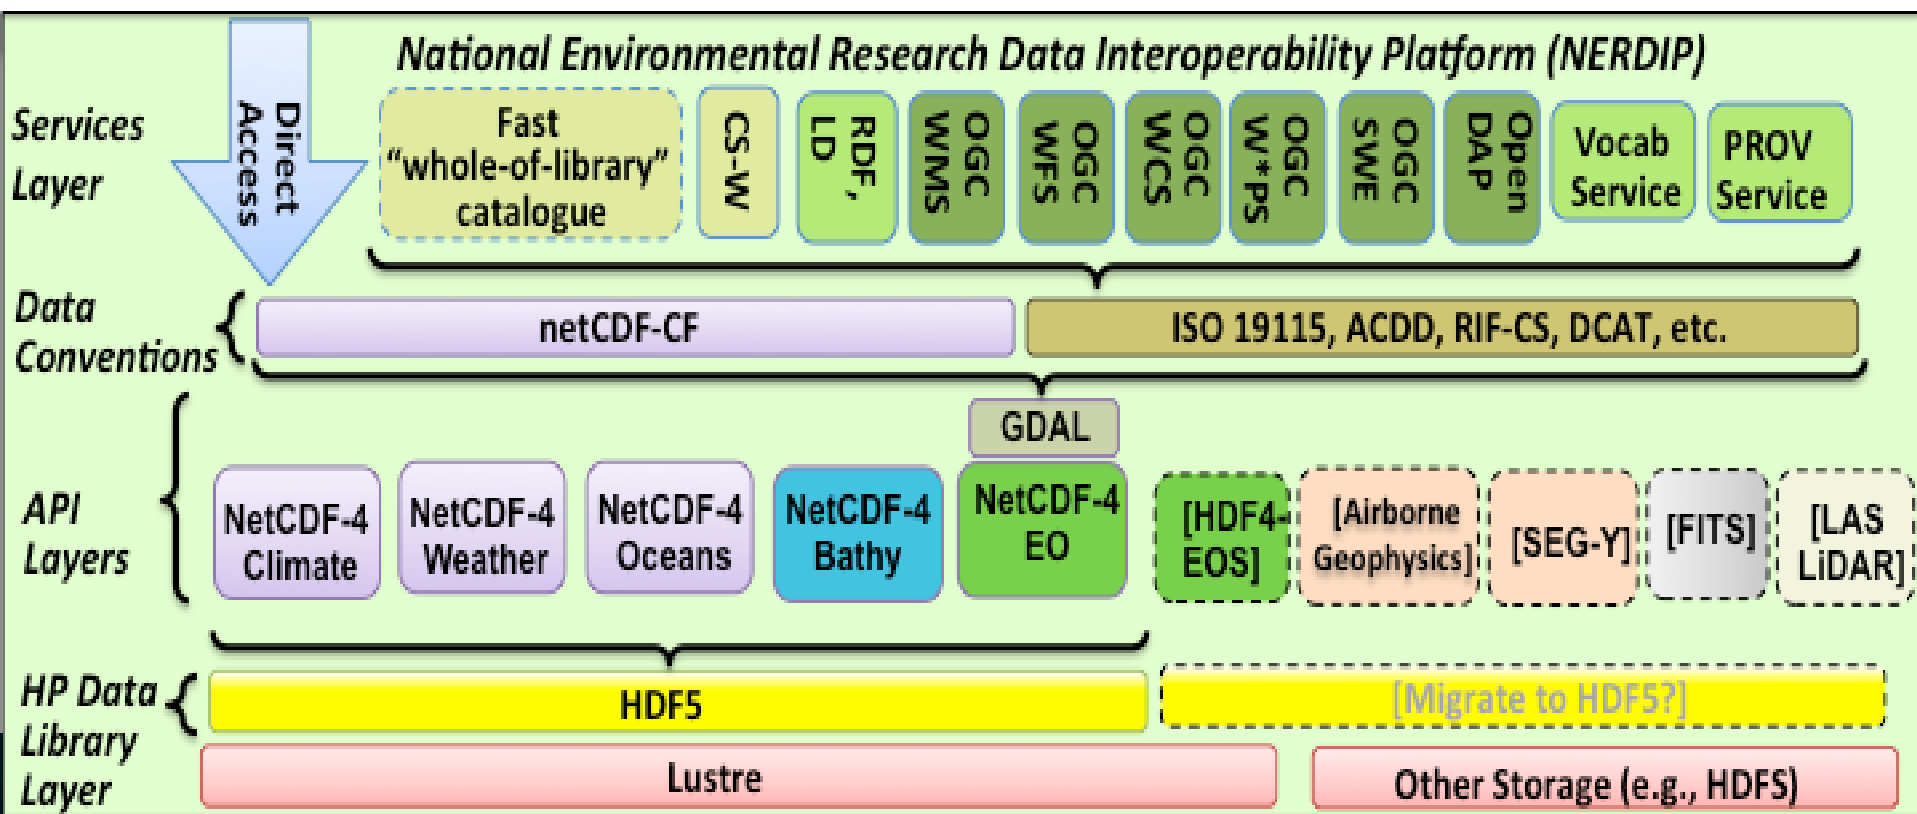 National Environmental Research Data Interoperability Platform (NERDIP)
Services
Layer
Direct
Access
Fast
“whole-of-library”
catalogue
CS-W
RDF,
LD
OGC
WMS
OGC
WFS
OGC
WCS
OGC
W*PS
OGC
SWE
Open
DAP
Vocab
Service
PROV
Service
Data
Conventions
netCDF-CF
ISO 19115, ACDD, RIF-CS, DCAT, etc.
GDAL
API
Layers
NetCDF-4
Climate
NetCDF-4
Weather
NetCDF-4
Oceans
NetCDF-4
Bathy
NetCDF-4
EO
[HDF4-
EOS]
[Airborne
Geophysics]
[SEG-Y]
[FITS]
[LAS
LiDAR]
HP Data
Library
Layer
HDF5
[Migrate to HDF5?]
Lustre
Other Storage (e.g., HDFS)